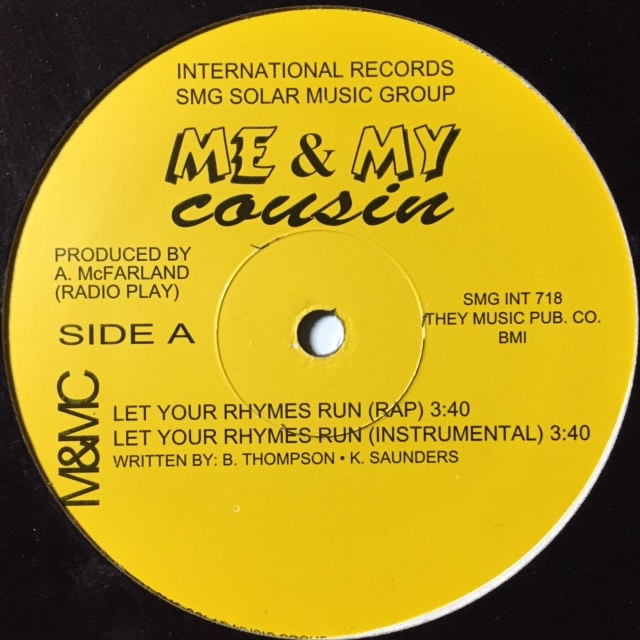 INTERNATIONAL RECORDS
SMG SOLAR MUSIC GROUP
ME & MY
cousin
PRODUCED BY
A. McFARLAND
(RADIO PLAY)
SIDE A
SMG INT 718
THEY MUSIC PUB. CO.
BMI
M&MC
LET YOUR RHYMES RUN (RAP) 3:40
LET YOUR RHYMES RUN (INSTRUMENTAL) 3:40
WRITTEN BY: B. THOMPSON • K. SAUNDERS